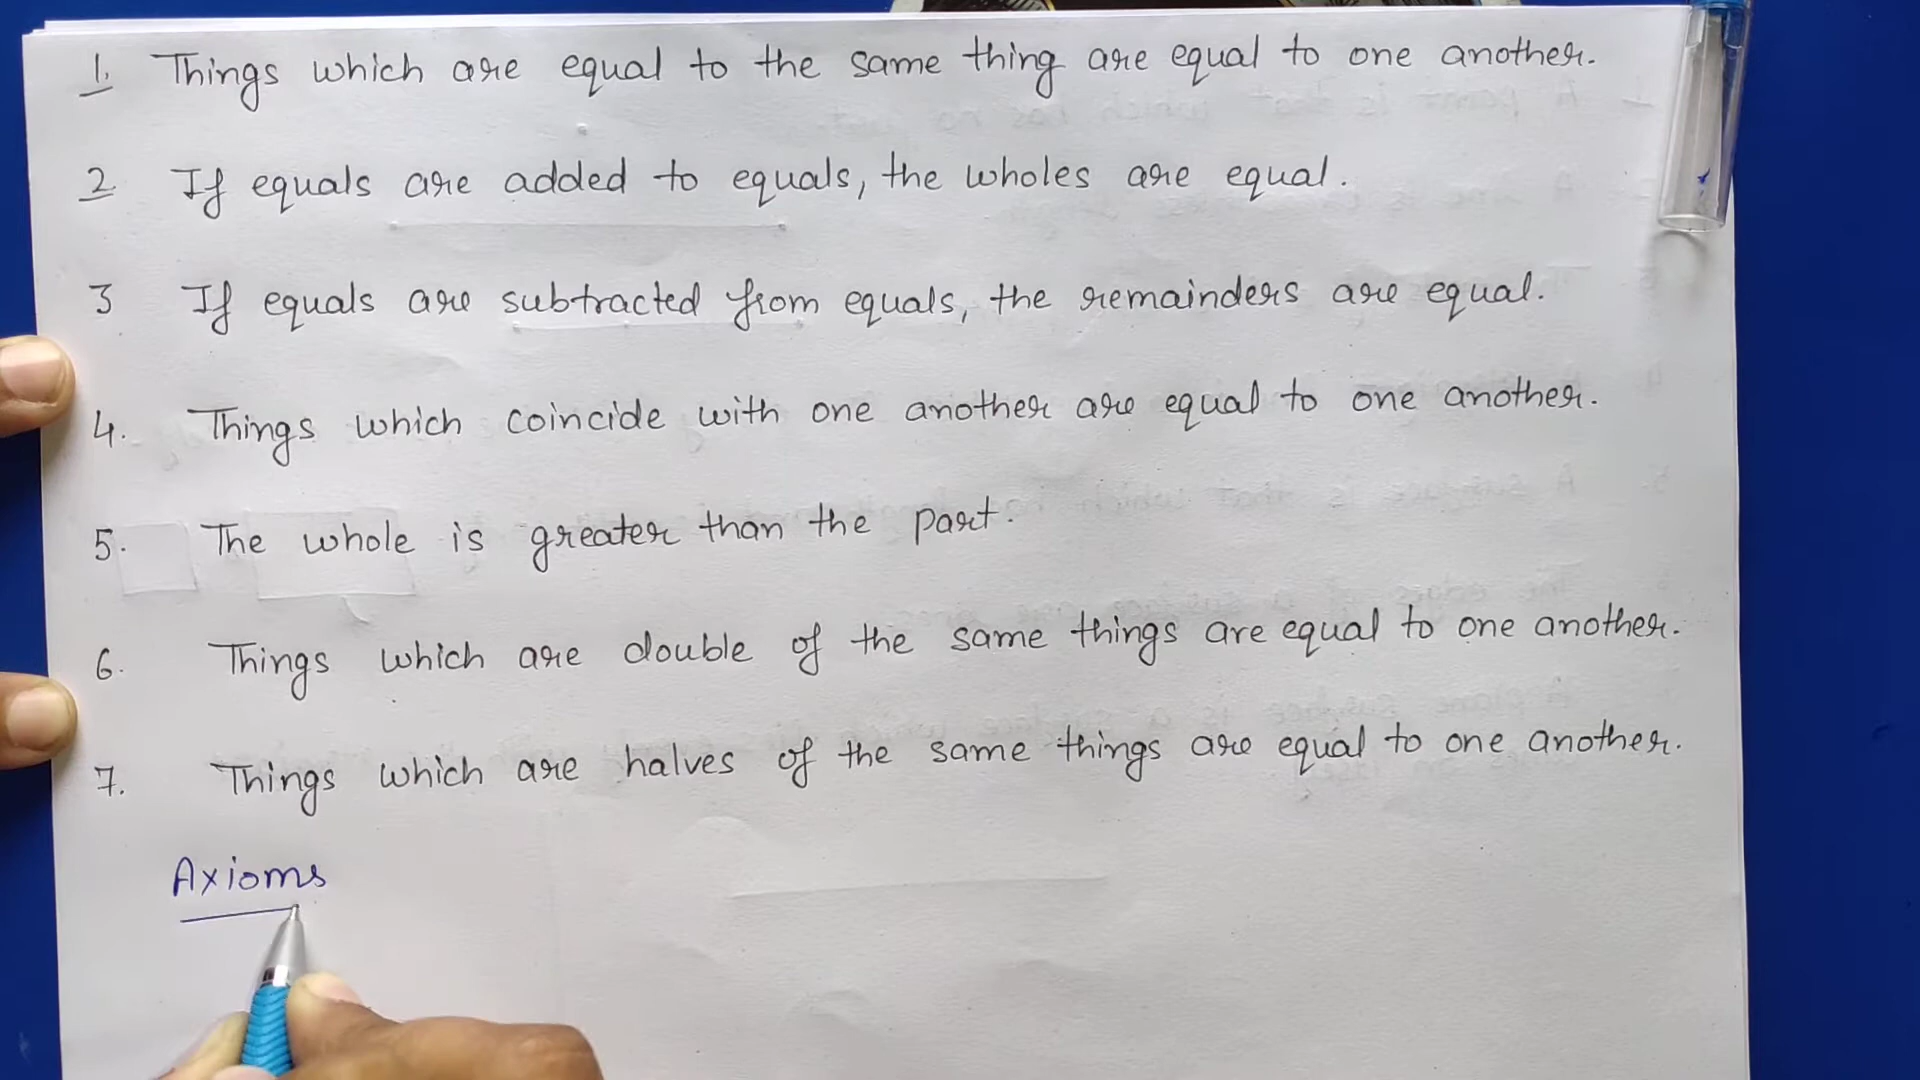 1. Things which are equal to the same thing are equal to one another.
2 If equals are added to equals, the wholes are equal.
3 If equals are subtracted from equals, the remainders are equal.
4. Things which coincide with one another are equal to one another.
5. The whole is greater than the part.
6. Things which are double of the same things are equal to one another.
7. Things which are halves of the same things are equal to one another.
Axioms